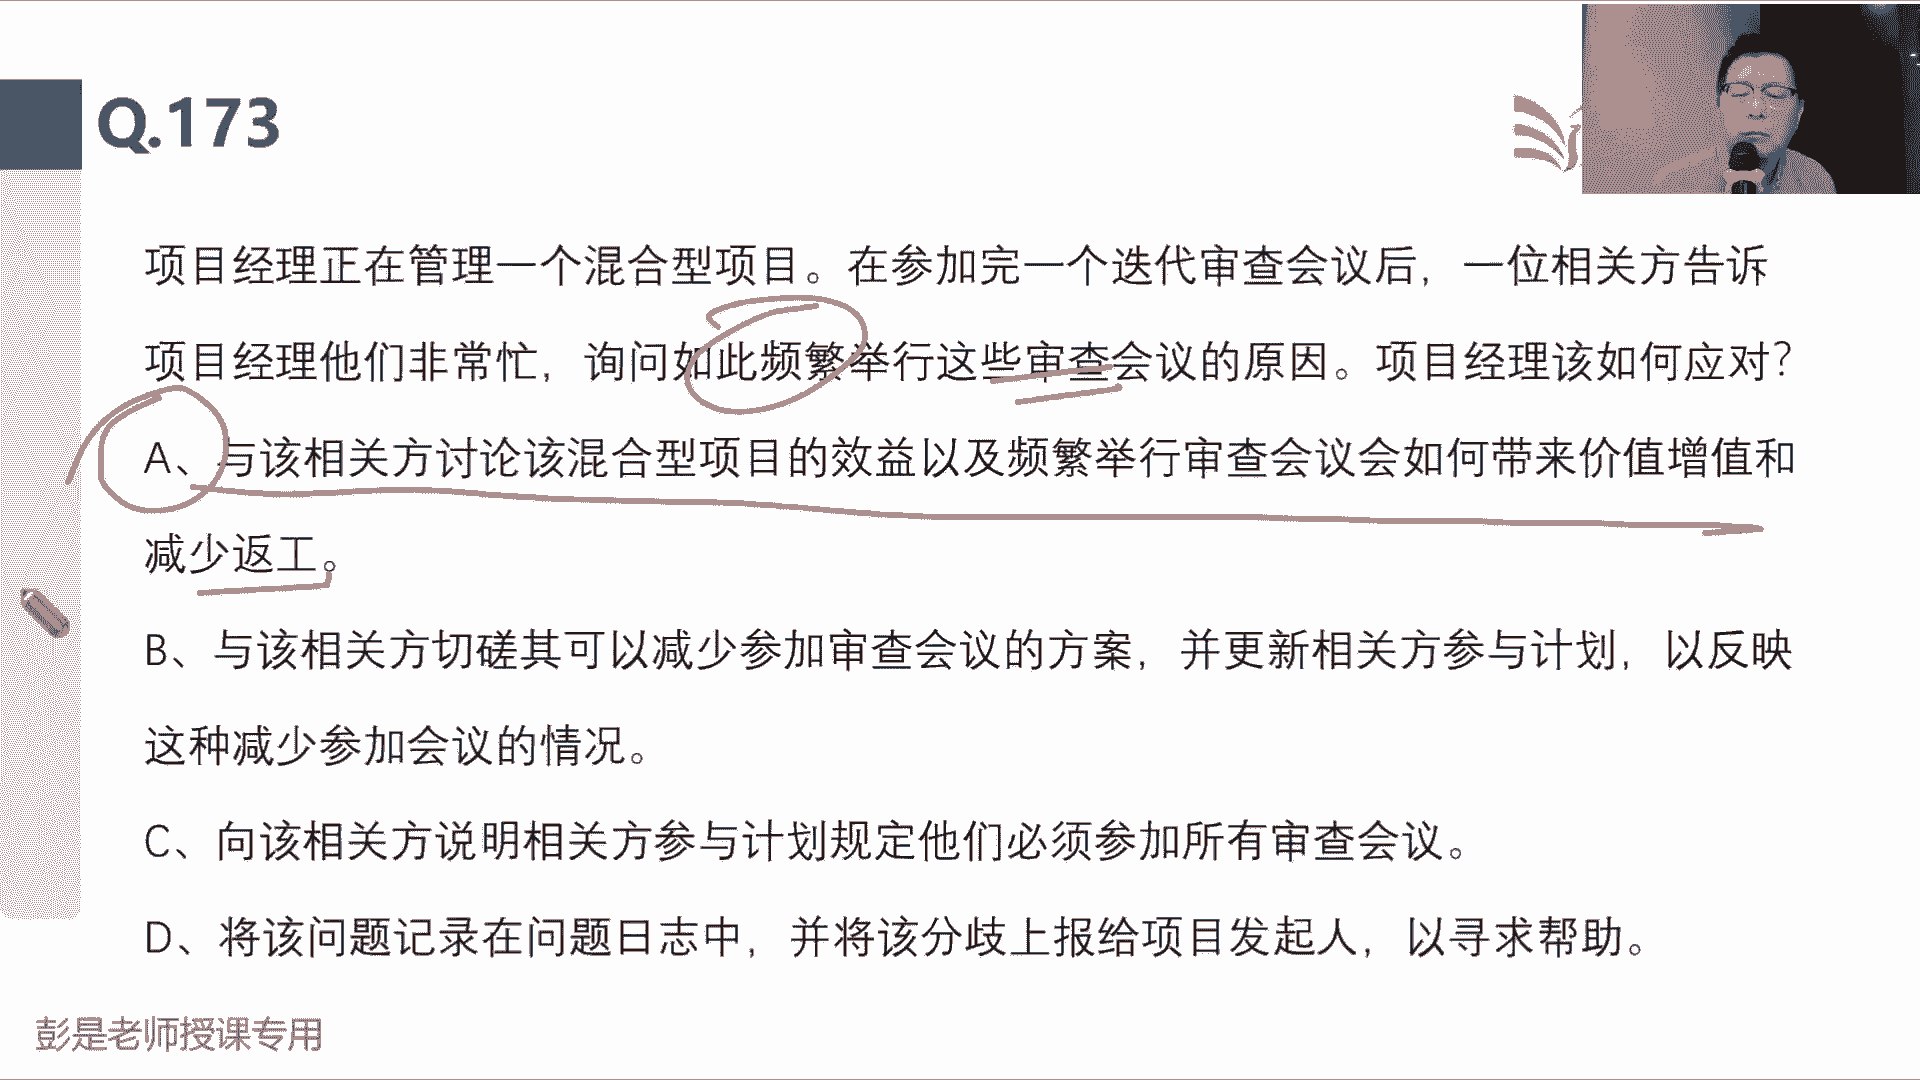 Q.173
项目经理正在管理一个混合型项目。在参加完一个迭代审查会议后，一位相关方告诉
项目经理他们非常忙，询问如此频繁举行这些审查会议的原因。项目经理该如何应对？
A、与该相关方讨论该混合型项目的效益以及频繁举行审查会议会如何带来价值增值和
减少返工。
B、与该相关方切磋其可以减少参加审查会议的方案，并更新相关方参与计划，以反映
这种减少参加会议的情况。
C、向该相关方说明相关方参与计划规定他们必须参加所有审查会议。
D、将该问题记录在问题日志中，并将该分歧上报给项目发起人，以寻求帮助。
彭是老师授课专用